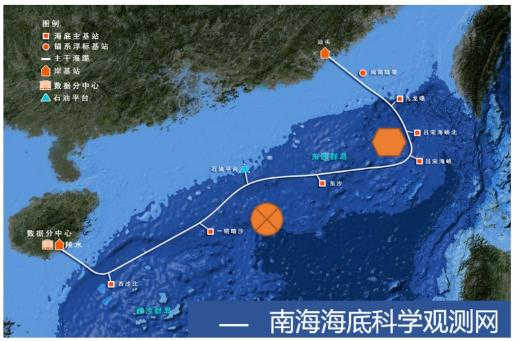 图例
海底主基站
锚系浮标基站
主干海缆
岸基站
数据分中心
石油平台
汕头
闽南陆架
九龙礁
吕宋海峡北
吕宋海峡
东沙群岛
石油平台
东沙
一统暗沙
数据分中心
陵水
西沙北
西沙群岛
— 南海海底科学观测网